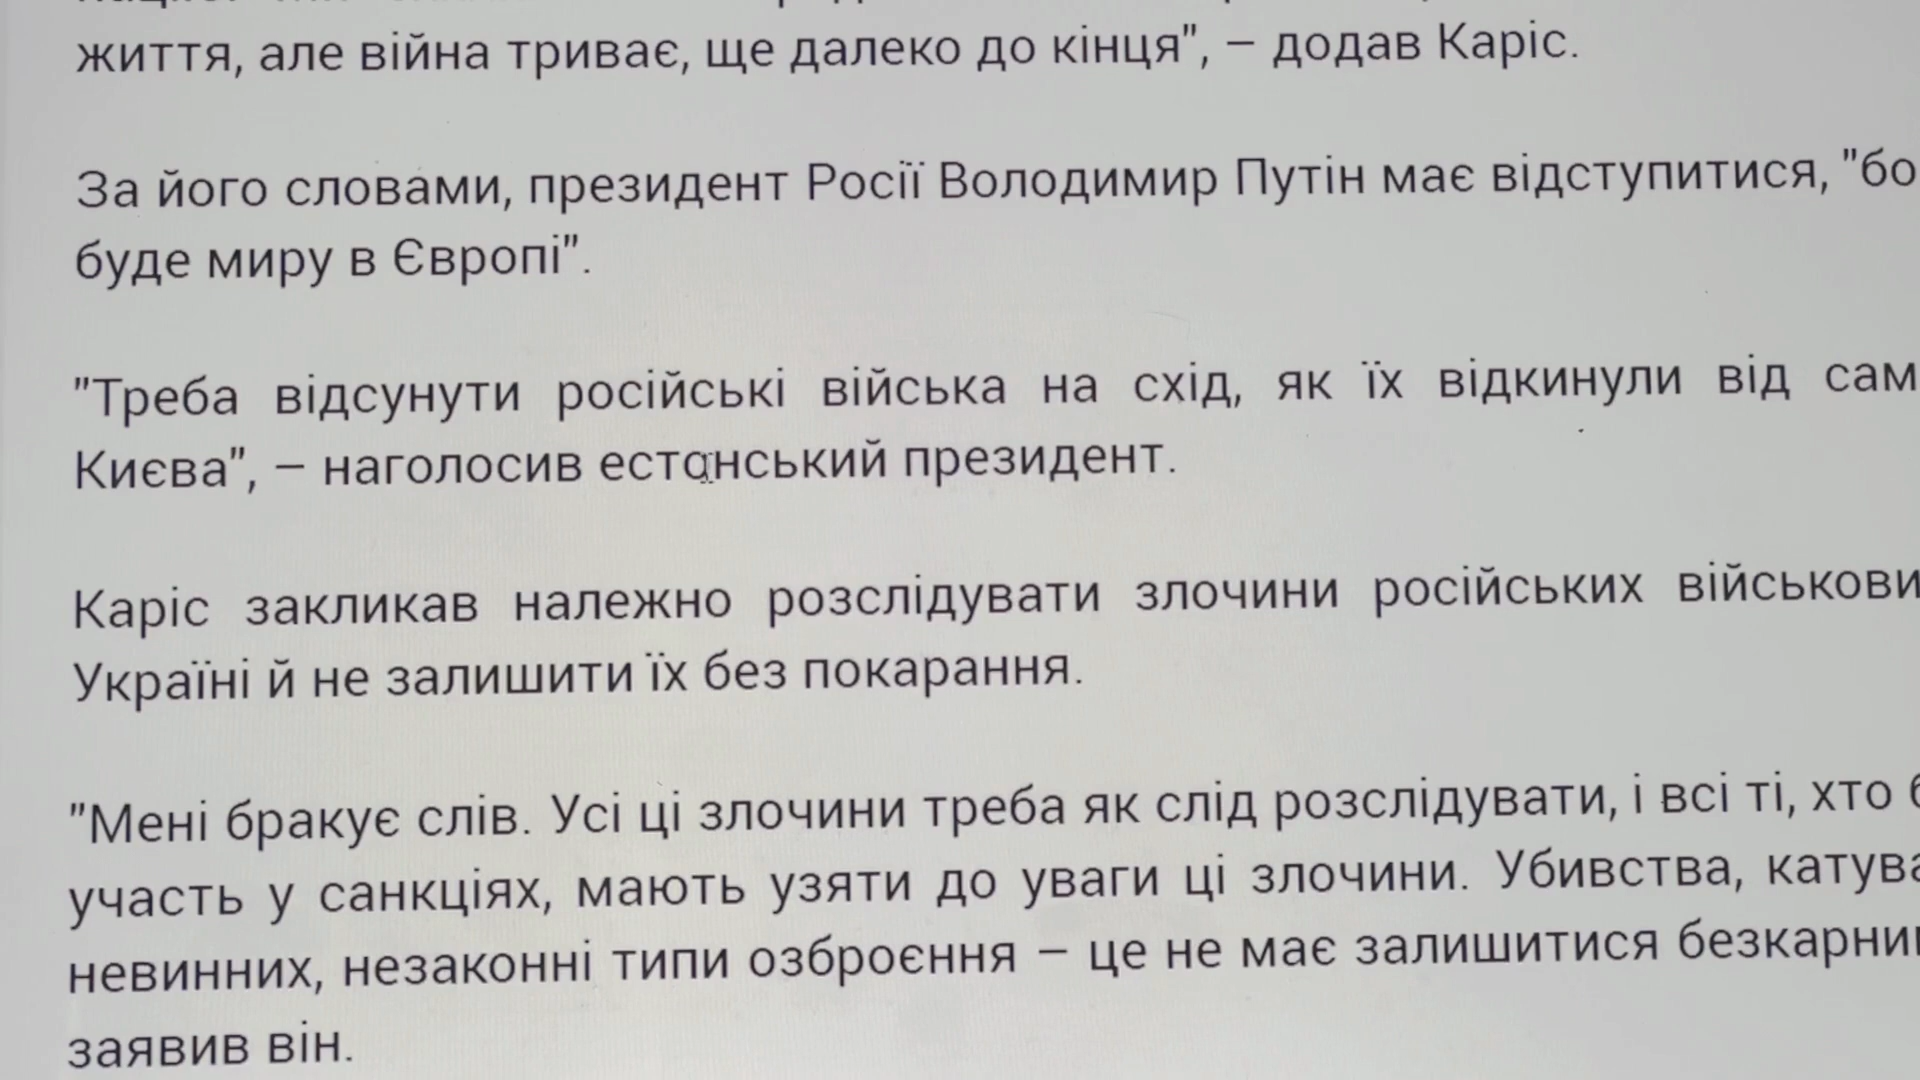 життя, але війна триває, ще далеко до кінця", – додав Каріс.
За його словами, президент Росії Володимир Путін має відступитися, "бо
буде миру в Європі".
"Треба відсунути російські війська на схід, як їх відкинули від
Києва", – наголосив естонський президент.
Каріс закликав належно розслідувати злочини російських
Україні й не залишити їх без покарання.
"Мені бракує слів. Усі ці злочини треба як слід розслідувати, і всі ті, хто
участь у санкціях, мають узяти до уваги ці злочини. Убивства,
невинних, незаконні типи озброєння – це не має залишитися
заявив він.